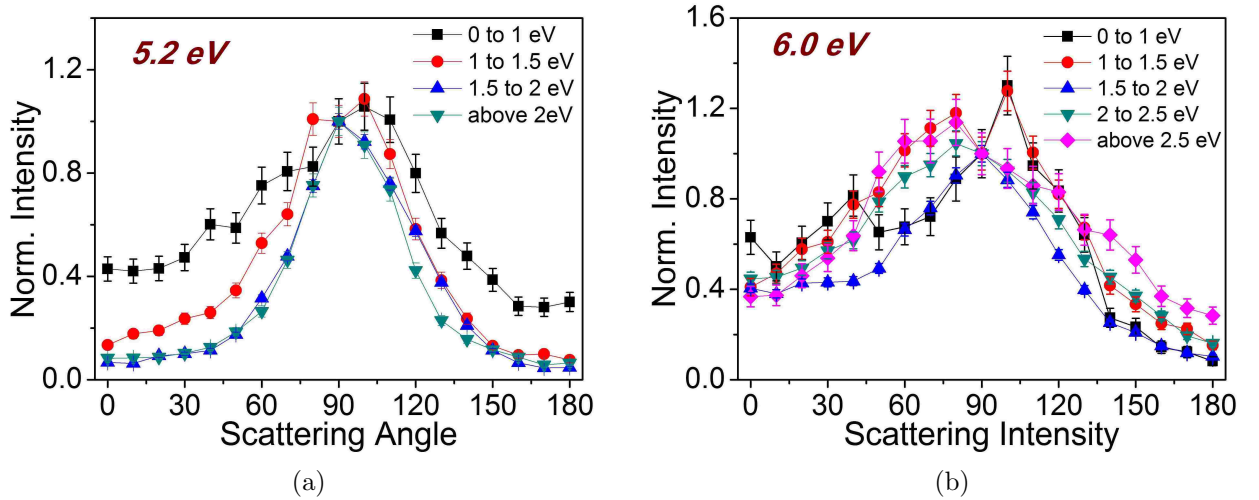 (a)
5.2 eV
0 to 1 eV
1 to 1.5 eV
1.5 to 2 eV
above 2eV
Norm. Intensity
1.2
0.8
0.4
0.0
0 30 60 90 120 150 180
Scattering Angle
(b)
6.0 eV
0 to 1 eV
1 to 1.5 eV
1.5 to 2 eV
2 to 2.5 eV
above 2.5 eV
Norm. Intensity
1.6
1.2
0.8
0.4
0.0
0 30 60 90 120 150 180
Scattering Intensity